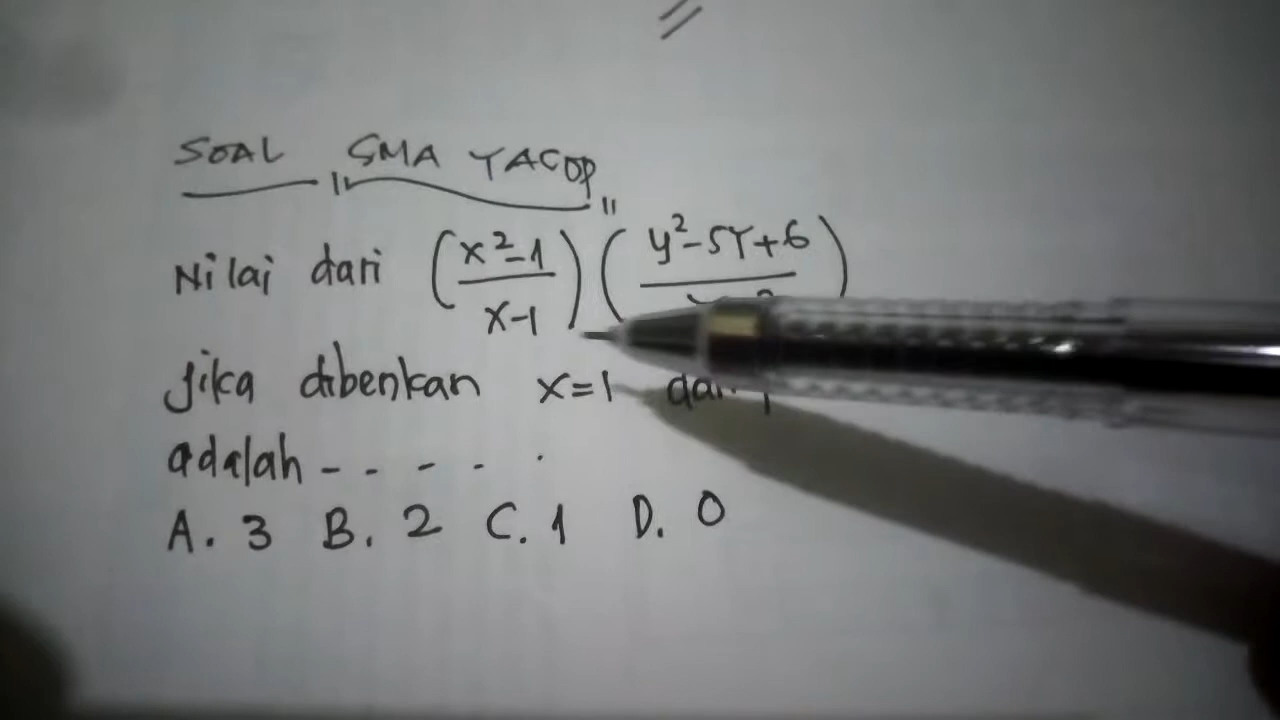 SOAL SMA YACOP
Nilai dari (x²-1 / x-1) (y²-5y+6 /
Jika diberikan x=1 dan
adalah - - - - .
A. 3 B. 2 C. 1 D. 0